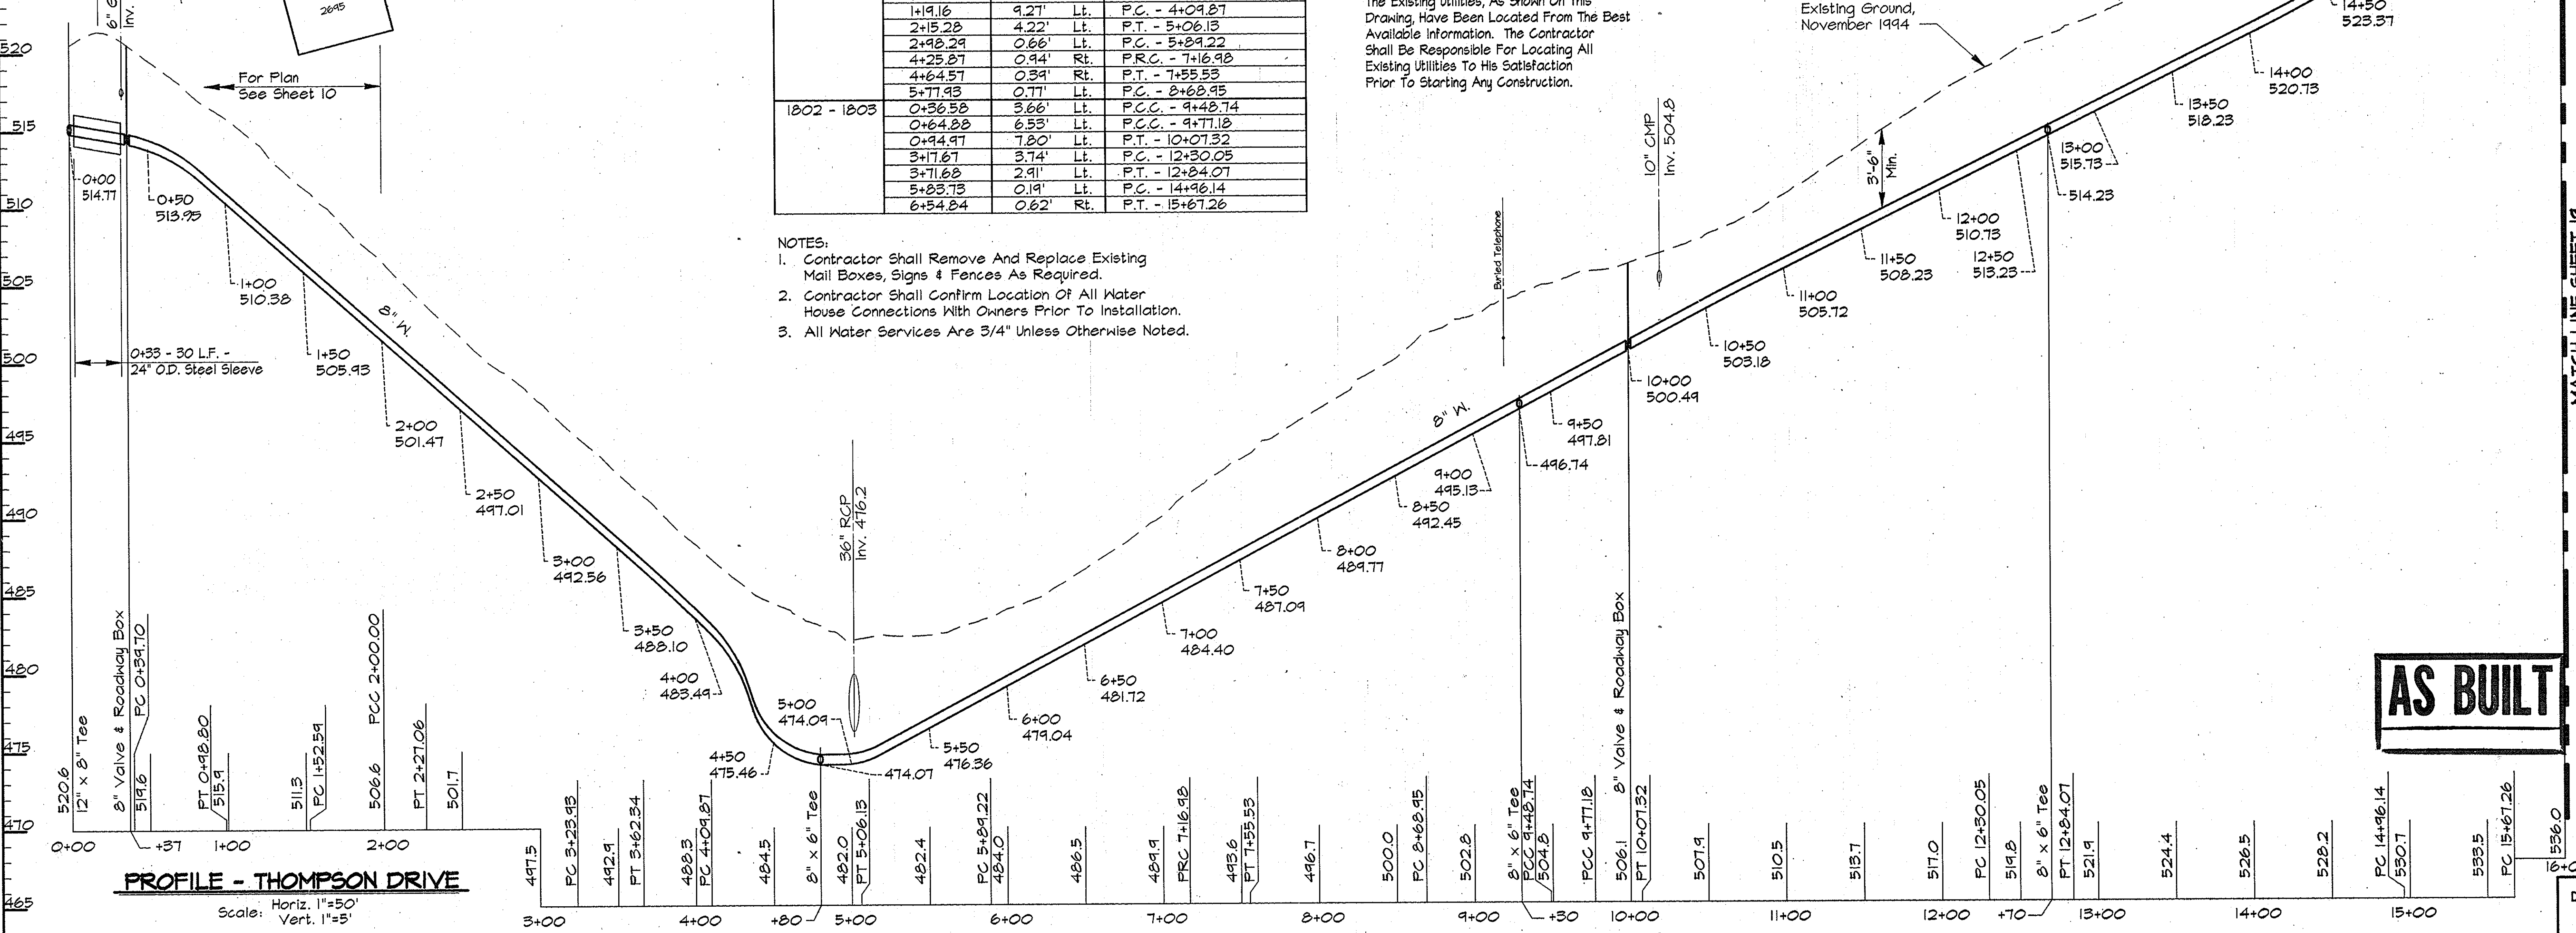 520
515
510
505
500
495
490
485
480
475
470
465
Inv.
2695
For Plan
See Sheet 10
0+00
514.77
0+50
513.95
1+00
510.38
1+50
505.93
2+00
501.47
2+50
497.01
3+00
492.56
3+50
488.10
4+00
483.49
4+50
475.46
5+00
474.09
474.07
5+50
476.36
6+00
479.04
6+50
481.72
7+00
484.40
7+50
487.09
8+00
489.77
8+50
492.45
9+00
495.13
496.74
9+50
497.81
10+00
500.49
10+50
503.18
11+00
505.72
11+50
508.23
12+00
510.73
12+50
513.23
514.23
13+00
515.73
13+50
518.23
14+00
520.73
14+50
523.37
0+33 - 30 L.F. -
24" O.D. Steel Sleeve
8" W.
8" W.
1+19.16 9.27' Lt. P.C. - 4+09.87
2+15.28 4.22' Lt. P.T. - 5+06.13
2+98.29 0.66' Lt. P.C. - 5+89.22
4+25.87 0.94' Rt. P.R.C. - 7+16.98
4+64.57 0.39' Rt. P.T. - 7+55.53
5+77.93 0.77' Lt. P.C. - 8+68.95
1802 - 1803 0+36.58 3.66' Lt. P.C.C. - 9+48.74
0+64.88 6.53' Lt. P.C.C. - 9+77.18
0+94.97 7.80' Lt. P.T. - 10+07.32
3+17.67 3.74' Lt. P.C. - 12+30.05
3+71.68 2.91' Lt. P.T. - 12+84.07
5+83.73 0.19' Lt. P.C. - 14+96.14
6+54.84 0.62' Rt. P.T. - 15+67.26
NOTES:
1. Contractor Shall Remove And Replace Existing
Mail Boxes, Signs & Fences As Required.
2. Contractor Shall Confirm Location Of All Water
House Connections With Owners Prior To Installation.
3. All Water Services Are 3/4" Unless Otherwise Noted.
The Existing Utilities, As Shown On This
Drawing, Have Been Located From The Best
Available Information. The Contractor
Shall Be Responsible For Locating All
Existing Utilities To His Satisfaction
Prior To Starting Any Construction.
Existing Ground,
November 1994
36" RCP
Inv. 476.2
Buried Telephone
10" CMP
Inv. 504.8
3'-6"
Min.
AS BUILT
520.6
12" x 8" Tee
8" Valve & Roadway Box
PC 0+39.70
519.6
PT 0+98.80
515.9
511.3
PC 1+52.59
506.6
PCC 2+00.00
PT 2+27.06
501.7
497.5
PC 3+23.93
492.9
PT 3+62.34
488.3
PC 4+09.87
484.5
8" x 6" Tee
482.0
PT 5+06.13
482.4
PC 5+89.22
484.0
486.5
489.9
PRC 7+16.98
493.6
PT 7+55.53
496.7
500.0
PC 8+68.95
502.8
8" x 6" Tee
PCC 9+48.74
504.8
PCC 9+77.18
8" Valve & Roadway Box
506.1
PT 10+07.32
507.9
510.5
513.7
517.0
PC 12+30.05
519.8
8" x 6" Tee
PT 12+84.07
521.9
524.4
526.5
528.2
PC 14+96.14
530.7
533.5
PC 15+67.26
536.0
0+00 +37 1+00 2+00
3+00 4+00 +80 5+00 6+00 7+00 8+00 9+00 +30 10+00 11+00 12+00 +70 13+00 14+00 15+00
PROFILE - THOMPSON DRIVE
Scale: Horiz. 1"=50'
Vert. 1"=5'